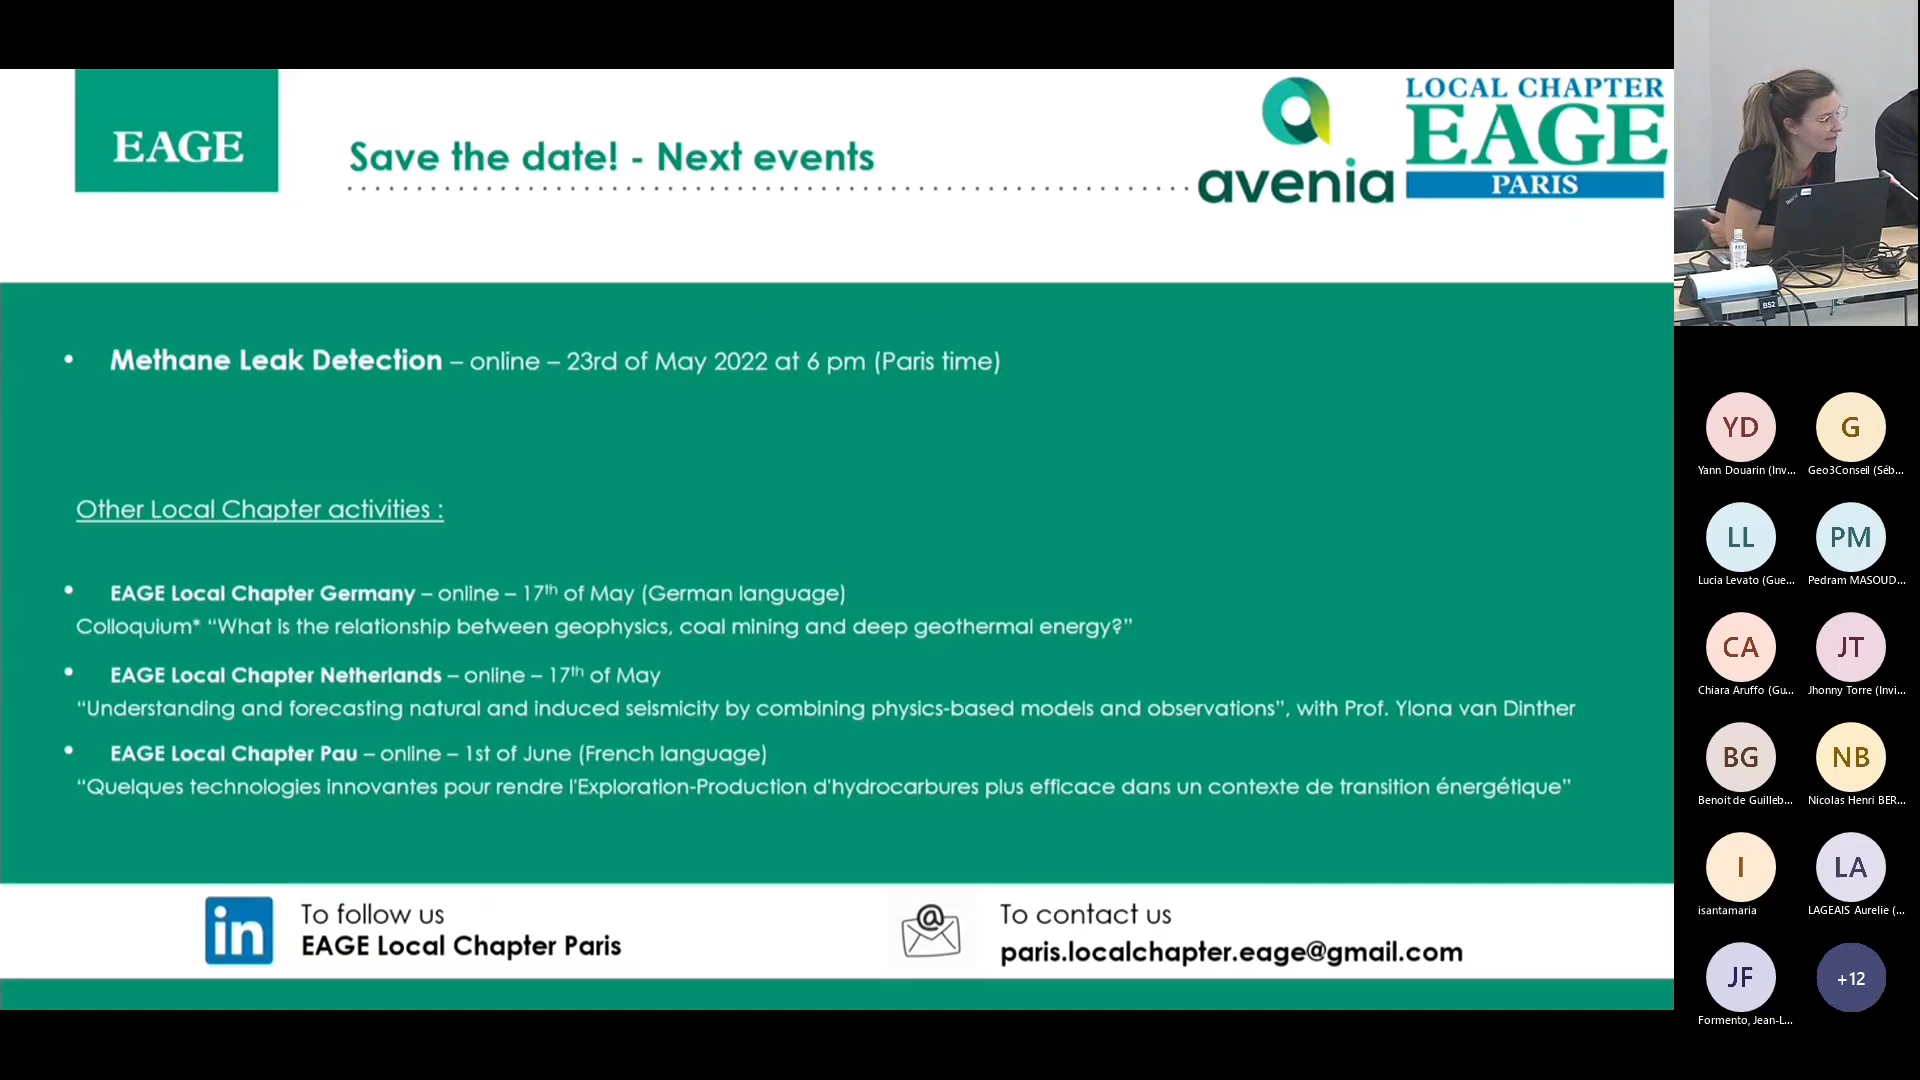 EAGE
Save the date! - Next events
avenia
LOCAL CHAPTER
EAGE
PARIS
• Methane Leak Detection – online – 23rd of May 2022 at 6 pm (Paris time)
Other Local Chapter activities :
• EAGE Local Chapter Germany – online – 17th of May (German language)
Colloquium* “What is the relationship between geophysics, coal mining and deep geothermal energy?”
• EAGE Local Chapter Netherlands – online – 17th of May
“Understanding and forecasting natural and induced seismicity by combining physics-based models and observations”, with Prof. Ylona van Dinther
• EAGE Local Chapter Pau – online – 1st of June (French language)
“Quelques technologies innovantes pour rendre l'Exploration-Production d'hydrocarbures plus efficace dans un contexte de transition énergétique”
in
To follow us
EAGE Local Chapter Paris
@
To contact us
paris.localchapter.eage@gmail.com
B52
YD
G
Yann Douarin (Inv...
Geo3Conseil (Séb...
LL
PM
Lucia Levato (Gue...
Pedram MASOUD...
CA
JT
Chiara Aruffo (Gu...
Jhonny Torre (Invi...
BG
NB
Benoit de Guilleb...
Nicolas Henri BER...
I
LA
isantamaria
LAGEAIS Aurelie (...
JF
+12
Formento, Jean-L...